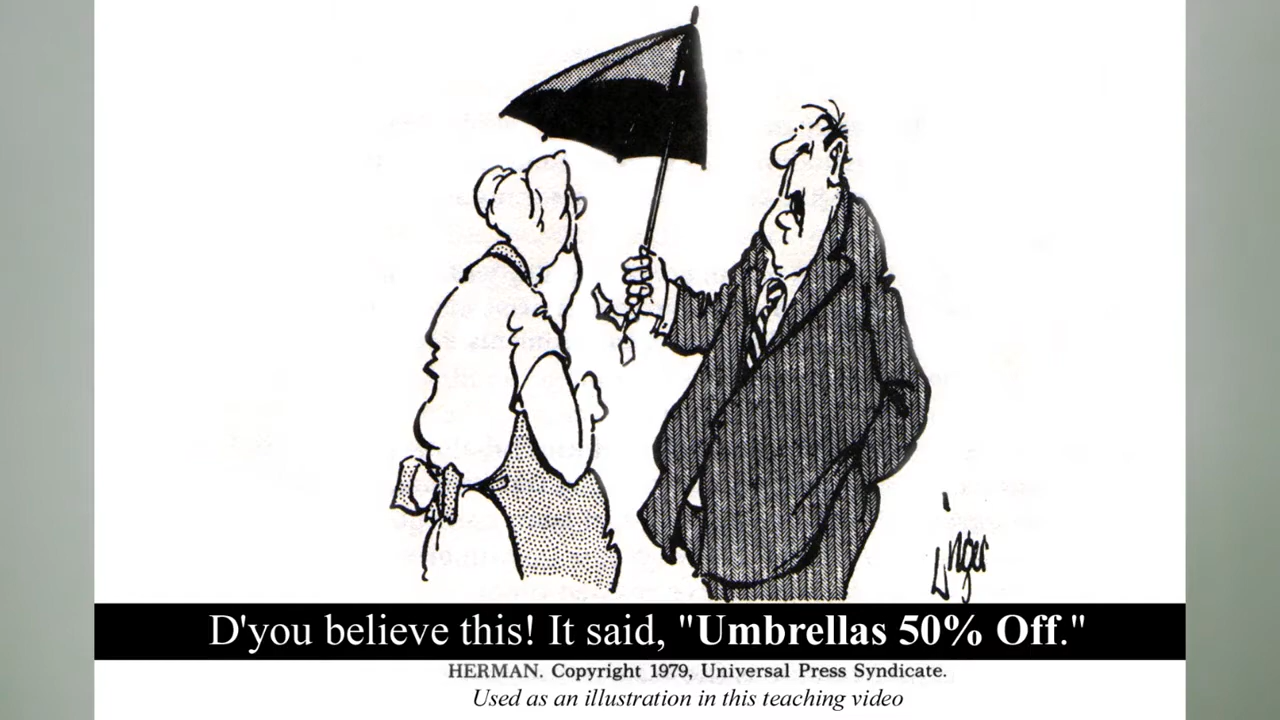 Unger
D'you believe this! It said, "Umbrellas 50% Off."
HERMAN. Copyright 1979, Universal Press Syndicate.
Used as an illustration in this teaching video